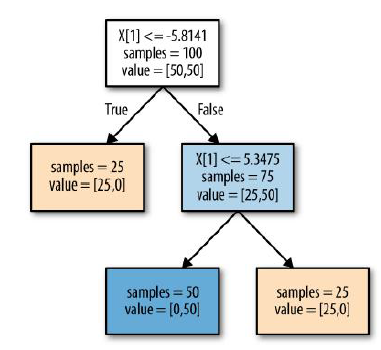 X[1] <= -5.8141
samples = 100
value = [50,50]
True
False
samples = 25
value = [25,0]
X[1] <= 5.3475
samples = 75
value = [25,50]
samples = 50
value = [0,50]
samples = 25
value = [25,0]